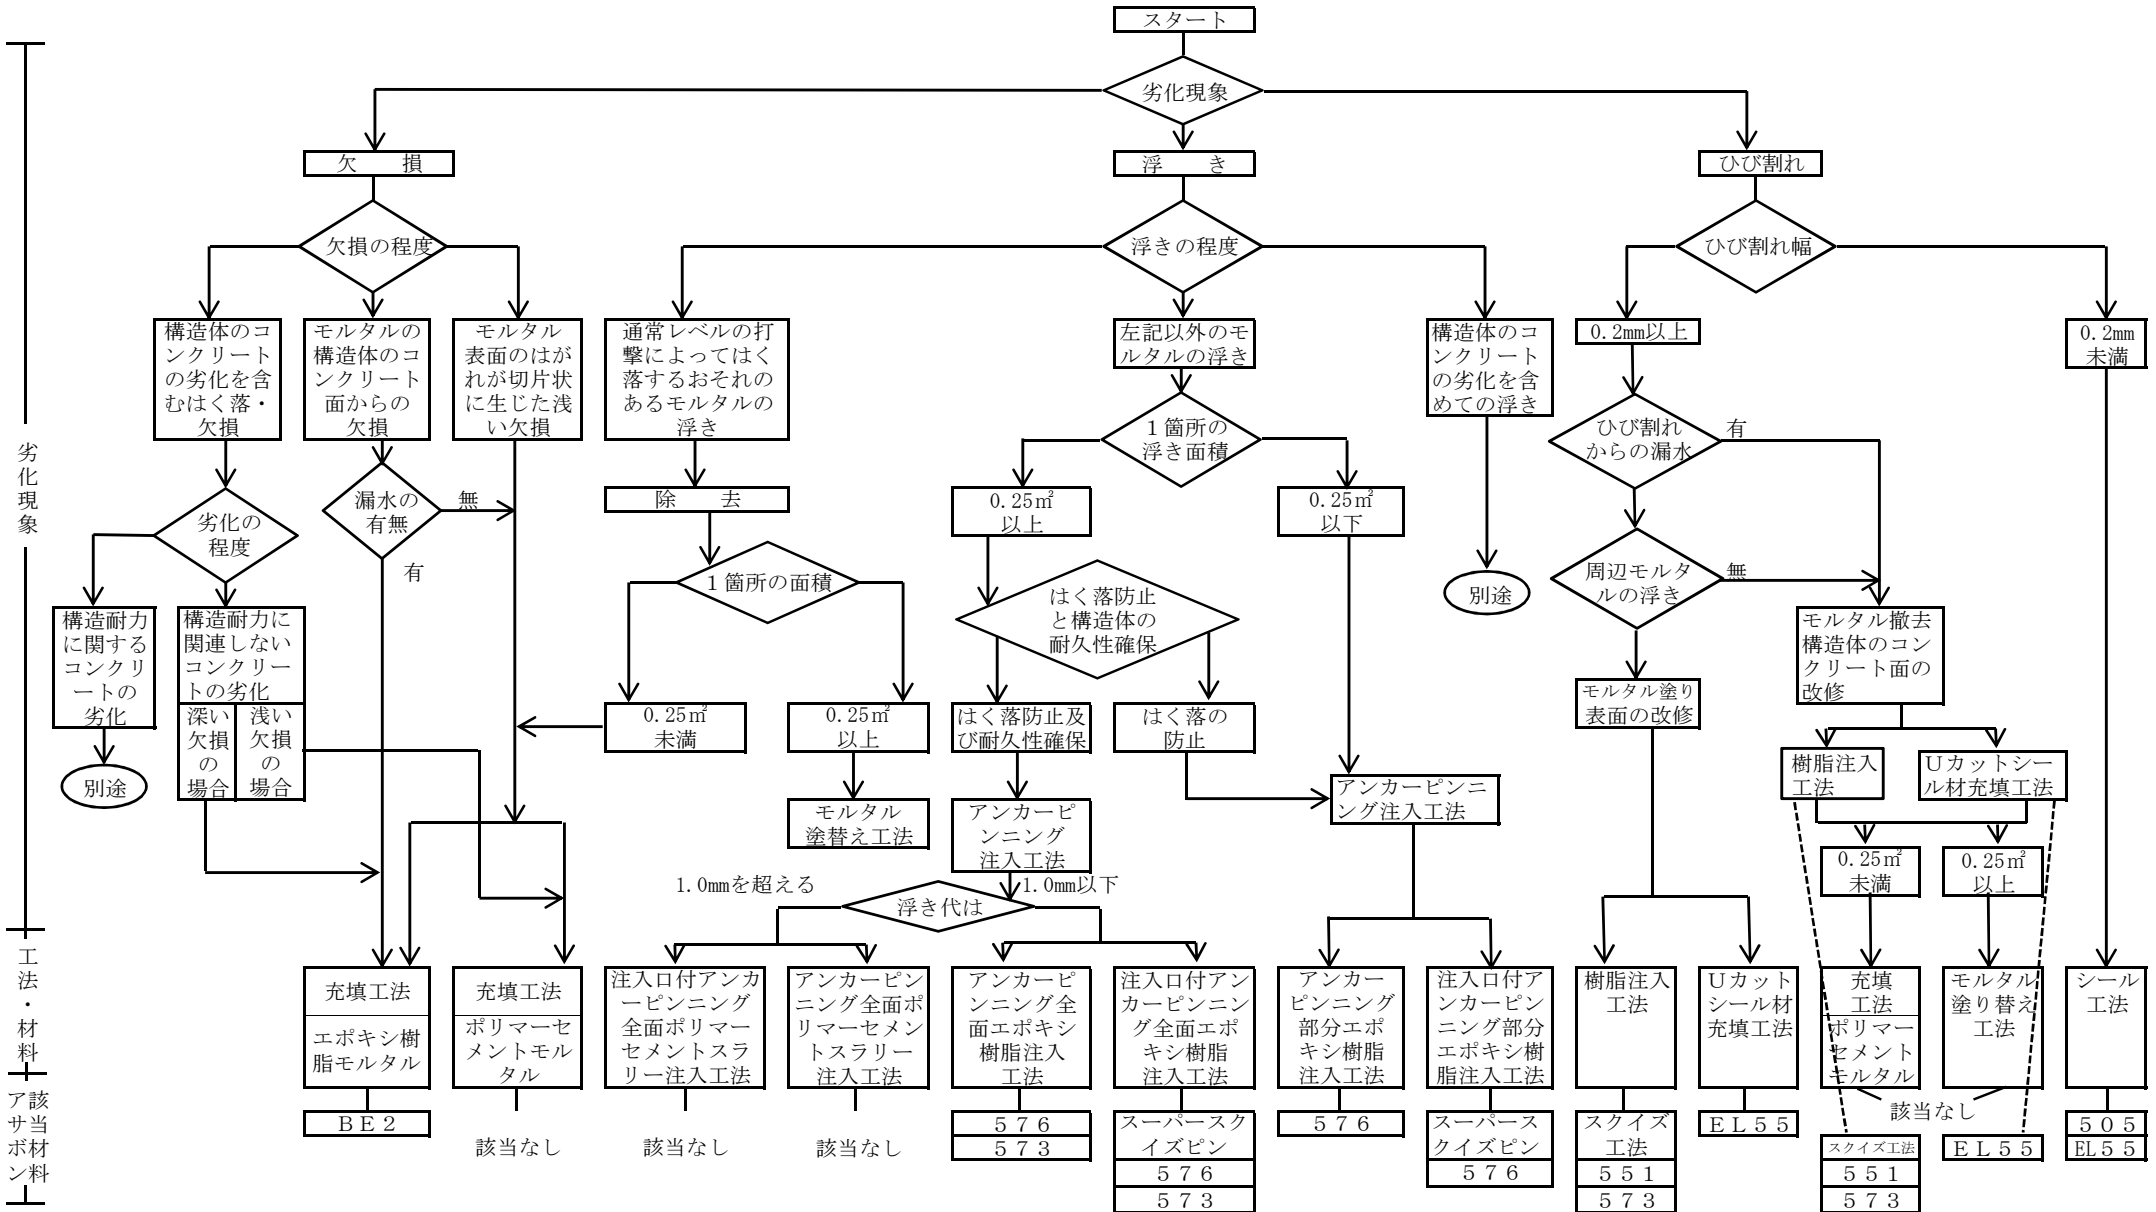 スタート
劣化現象
欠　損
浮　き
ひび割れ
欠損の程度
浮きの程度
ひび割れ幅
構造体のコ
ンクリート
の劣化を含
むはく落・
欠損
モルタルの
構造体のコ
ンクリート
面からの
欠損
モルタル
表面のはが
れが切片状
に生じた浅
い欠損
通常レベルの打
撃によってはく
落するおそれの
あるモルタルの
浮き
左記以外のモ
ルタルの浮き
構造体のコ
ンクリート
の劣化を含
めての浮き
0.2mm以上
0.2mm
未満
劣化現象
劣化の
程度
漏水の
有無
無
有
除　去
１箇所の
浮き面積
0.25㎡
以上
0.25㎡
以下
ひび割れ
からの漏水
有
１箇所の面積
はく落防止
と構造体の
耐久性確保
別途
周辺モルタ
ルの浮き
無
構造耐力
に関する
コンクリ
ートの
劣化
構造耐力に
関連しない
コンクリー
トの劣化
深い
欠損
の
場合
浅い
欠損
の
場合
別途
0.25㎡
未満
0.25㎡
以上
はく落防止及
び耐久性確保
はく落の
防止
モルタル塗り
表面の改修
モルタル撤去
構造体のコン
クリート面の
改修
樹脂注入
工法
Ｕカットシー
ル材充填工法
モルタル
塗替え工法
アンカーピ
ンニング
注入工法
アンカーピンニ
ング注入工法
0.25㎡
未満
0.25㎡
以上
1.0mmを超える
1.0mm以下
浮き代は
工法・材料
充填工法
エポキシ樹
脂モルタル
充填工法
ポリマーセ
メントモル
タル
注入口付アンカ
ーピンニング
全面ポリマー
セメントスラ
リー注入工法
アンカーピン
ニング全面ポ
リマーセメン
トスラリー
注入工法
アンカーピ
ンニング全
面エポキシ
樹脂注入
工法
注入口付アン
カーピンニン
グ全面エポ
キシ樹脂
注入工法
アンカー
ピンニング
部分エポ
キシ樹脂
注入工法
注入口付ア
ンカーピン
ニング部分
エポキシ樹
脂注入工法
樹脂注入
工法
Ｕカット
シール材
充填工法
充填
工法
ポリマー
セメント
モルタル
モルタル
塗り替え
工法
シール
工法
該当材料
アサボン
ＢＥ２
該当なし
該当なし
該当なし
５７６
５７３
スーパースク
イズピン
５７６
５７３
５７６
スーパース
クイズピン
５７６
スクイズ
工法
５５１
５７３
ＥＬ５５
該当なし
スクイズ工法
５５１
５７３
ＥＬ５５
５０５
EL５５